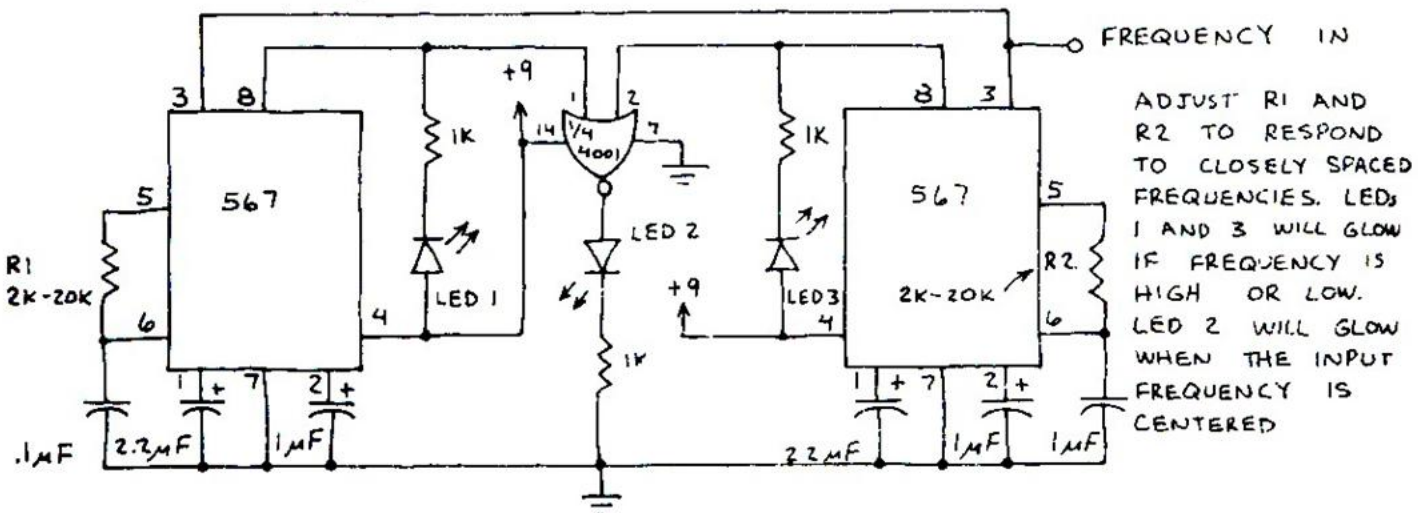 FREQUENCY IN
ADJUST R1 AND
R2 TO RESPOND
TO CLOSELY SPACED
FREQUENCIES. LEDs
1 AND 3 WILL GLOW
IF FREQUENCY IS
HIGH OR LOW.
LED 2 WILL GLOW
WHEN THE INPUT
FREQUENCY IS
CENTERED
3 8
567
5
6
4
1 7 2
+ +
R1
2K-20K
.1µF
2.2µF
1µF
1K
LED 1
+9
1 2
14 7
1/4
4001
LED 2
1K
1K
LED 3
+9
8 3
567
4
5
6
R2
2K-20K
1 7 2
+ +
22µF
1µF
1µF